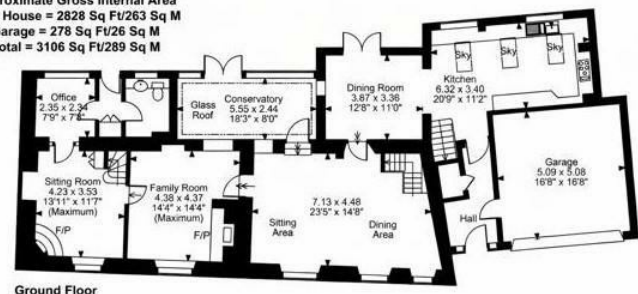 Gross Internal Area
House = 2828 Sq Ft/263 Sq M
Garage = 278 Sq Ft/26 Sq M
Total = 3106 Sq Ft/289 Sq M
Office
2.35 x 2.34
7'9" x 7'8"
Glass
Roof
Conservatory
5.55 x 2.44
18'3" x 8'0"
Dining Room
3.87 x 3.36
12'8" x 11'0"
Sky
Sky
Sky
Kitchen
6.32 x 3.40
20'9" x 11'2"
Sitting Room
4.23 x 3.53
13'11" x 11'7"
(Maximum)
F/P
Family Room
4.38 x 4.37
14'4" x 14'4"
(Maximum)
F/P
7.13 x 4.48
23'5" x 14'8"
Sitting
Area
Dining
Area
Hall
Garage
5.09 x 5.08
16'8" x 16'8"
Ground Floor